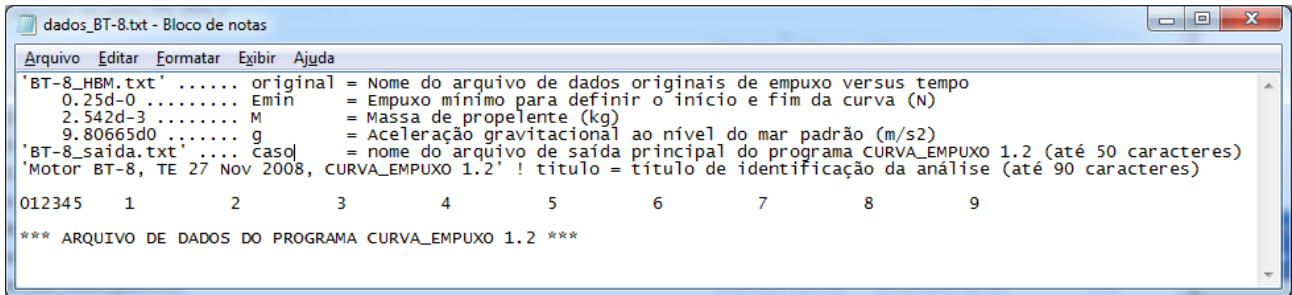 dados_BT-8.txt - Bloco de notas
Arquivo Editar Formatar Exibir Ajuda
'BT-8_HBM.txt' ...... original = Nome do arquivo de dados originais de empuxo versus tempo
0.25d-0 ......... Emin = Empuxo mínimo para definir o início e fim da curva (N)
2.542d-3 ........ M = Massa de propelente (kg)
9.80665d0 ....... g = Aceleração gravitacional ao nível do mar padrão (m/s2)
'BT-8_saida.txt' .... caso = nome do arquivo de saída principal do programa CURVA_EMPUXO 1.2 (até 50 caracteres)
'Motor BT-8, TE 27 Nov 2008, CURVA_EMPUXO 1.2' ! titulo = título de identificação da análise (até 90 caracteres)
012345 1 2 3 4 5 6 7 8 9
*** ARQUIVO DE DADOS DO PROGRAMA CURVA_EMPUXO 1.2 ***